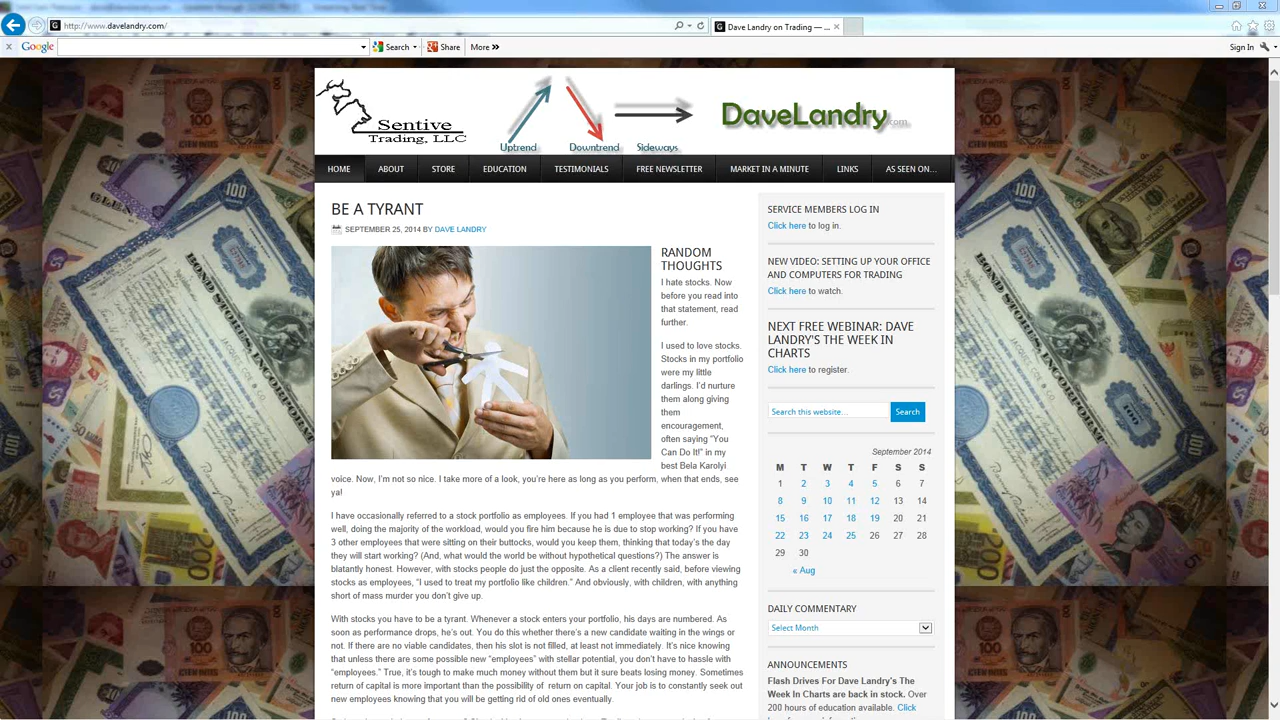 http://www.davelandry.com/
Dave Landry on Trading — ...
Google
Search
Share
More
Sign In
Sentive
Trading, LLC
Uptrend
Downtrend
Sideways
DaveLandry.com
HOME
ABOUT
STORE
EDUCATION
TESTIMONIALS
FREE NEWSLETTER
MARKET IN A MINUTE
LINKS
AS SEEN ON...
BE A TYRANT
SEPTEMBER 25, 2014 BY DAVE LANDRY
RANDOM
THOUGHTS
I hate stocks. Now
before you read into
that statement, read
further.
I used to love stocks.
Stocks in my portfolio
were my little
darlings. I'd nurture
them along giving
them
encouragement,
often saying “You
Can Do It!” in my
best Bela Karolyi
voice. Now, I'm not so nice. I take more of a look, you're here as long as you perform, when that ends, see
ya!
I have occasionally referred to a stock portfolio as employees. If you had 1 employee that was performing
well, doing the majority of the workload, would you fire him because he is due to stop working? If you have
3 other employees that were sitting on their buttocks, would you keep them, thinking that today's the day
they will start working? (And, what would the world be without hypothetical questions?) The answer is
blatantly honest. However, with stocks people do just the opposite. As a client recently said, before viewing
stocks as employees, “I used to treat my portfolio like children.” And obviously, with children, with anything
short of mass murder you don't give up.
With stocks you have to be a tyrant. Whenever a stock enters your portfolio, his days are numbered. As
soon as performance drops, he's out. You do this whether there's a new candidate waiting in the wings or
not. If there are no viable candidates, then his slot is not filled, at least not immediately. It's nice knowing
that unless there are some possible new “employees” with stellar potential, you don't have to hassle with
“employees.” True, it's tough to make much money without them but it sure beats losing money. Sometimes
return of capital is more important than the possibility of return on capital. Your job is to constantly seek out
new employees knowing that you will be getting rid of old ones eventually.
SERVICE MEMBERS LOG IN
Click here to log in.
NEW VIDEO: SETTING UP YOUR OFFICE
AND COMPUTERS FOR TRADING
Click here to watch.
NEXT FREE WEBINAR: DAVE
LANDRY'S THE WEEK IN
CHARTS
Click here to register.
Search this website…
Search
September 2014
M T W T F S S
1 2 3 4 5 6 7
8 9 10 11 12 13 14
15 16 17 18 19 20 21
22 23 24 25 26 27 28
29 30
« Aug
DAILY COMMENTARY
Select Month
ANNOUNCEMENTS
Flash Drives For Dave Landry's The
Week In Charts are back in stock. Over
200 hours of education available. Click